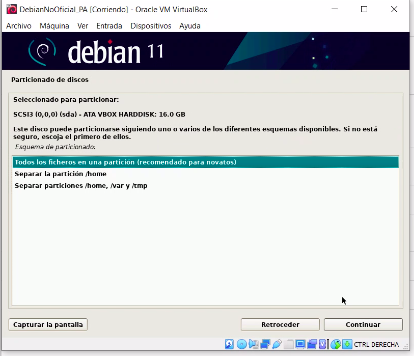 DebianNoOficial_PA [Corriendo] - Oracle VM VirtualBox
Archivo Máquina Ver Entrada Dispositivos Ayuda
debian 11
Particionado de discos
Seleccionado para particionar:
SCSI3 (0,0,0) (sda) - ATA VBOX HARDDISK: 16.0 GB
Este disco puede particionarse siguiendo uno o varios de los diferentes esquemas disponibles. Si no está
seguro, escoja el primero de ellos.
Esquema de particionado:
Todos los ficheros en una partición (recomendado para novatos)
Separar la partición /home
Separar particiones /home, /var y /tmp
Capturar la pantalla Retroceder Continuar
CTRL DERECHA